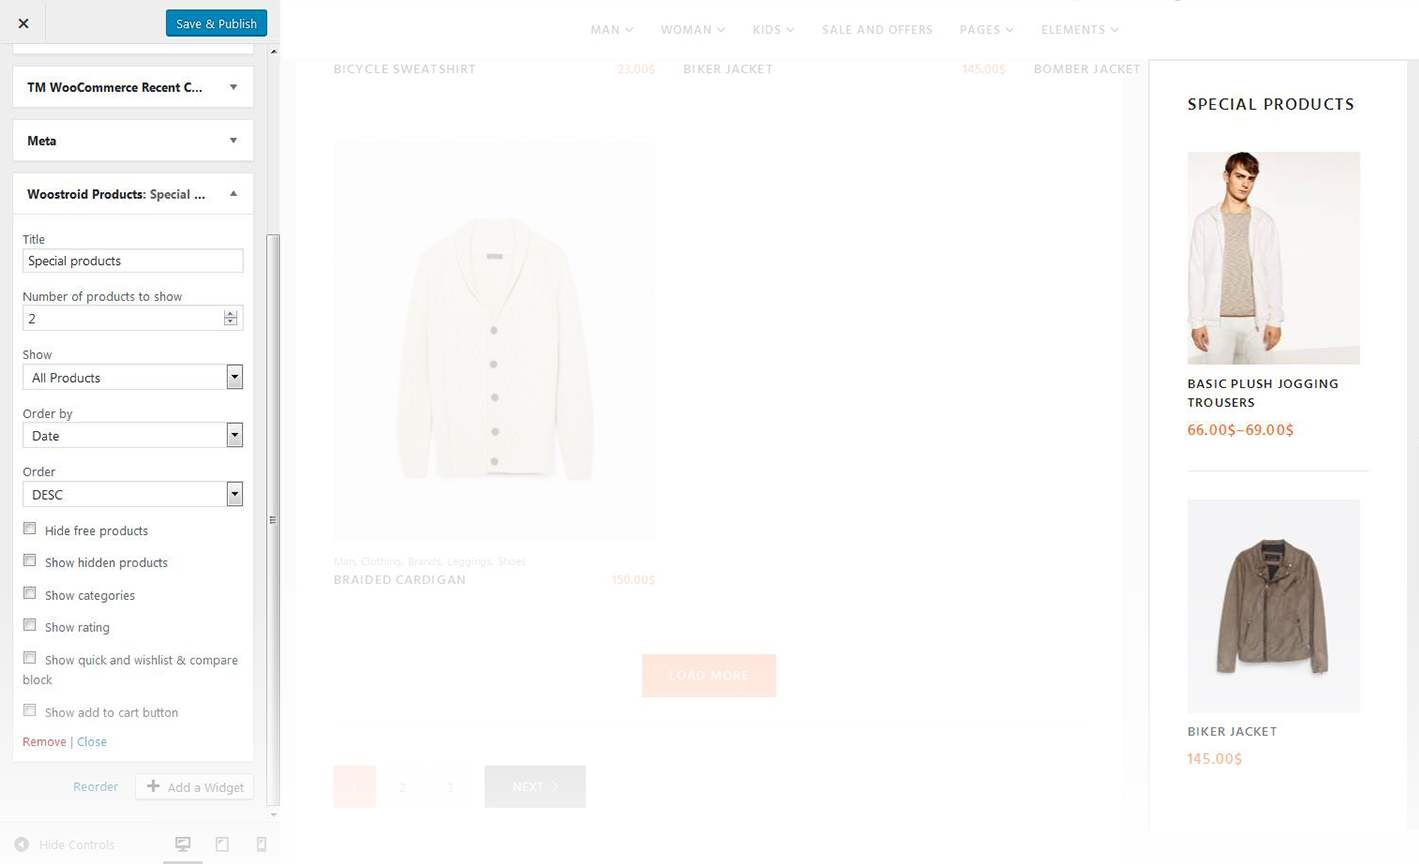 Save & Publish
TM WooCommerce Recent C...
Meta
Woostroid Products: Special ...
Title
Special products
Number of products to show
2
Show
All Products
Order by
Date
Order
DESC
Hide free products
Show hidden products
Show categories
Show rating
Show quick and wishlist & compare
block
Show add to cart button
Remove | Close
Reorder
Add a Widget
Hide Controls
MAN WOMAN KIDS SALE AND OFFERS PAGES ELEMENTS
BICYCLE SWEATSHIRT 23.00$ BIKER JACKET 145.00$ BOMBER JACKET
Man, Clothing, Brands, Leggings, Shoes
BRAIDED CARDIGAN 150.00$
LOAD MORE
1 2 3 NEXT
SPECIAL PRODUCTS
BASIC PLUSH JOGGING
TROUSERS
66.00$–69.00$
BIKER JACKET
145.00$